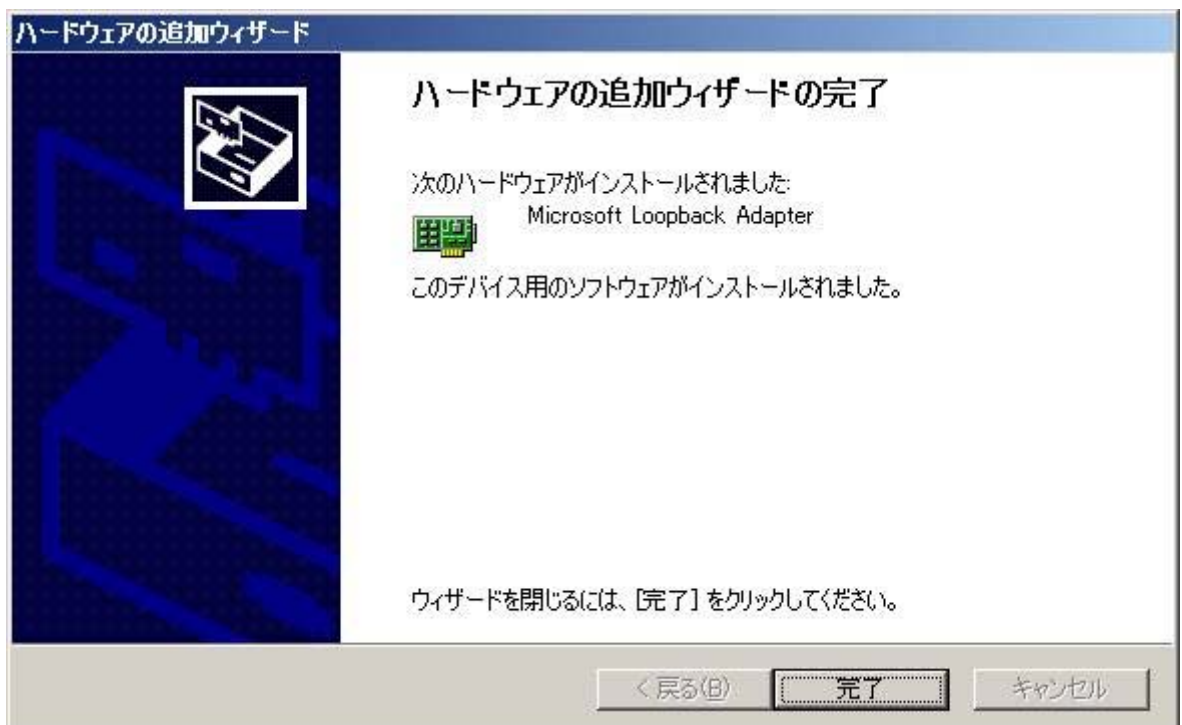 ハードウェアの追加ウィザード
ハードウェアの追加ウィザードの完了
次のハードウェアがインストールされました:
Microsoft Loopback Adapter
このデバイス用のソフトウェアがインストールされました。
ウィザードを閉じるには、[完了] をクリックしてください。
< 戻る(B)
完了
キャンセル